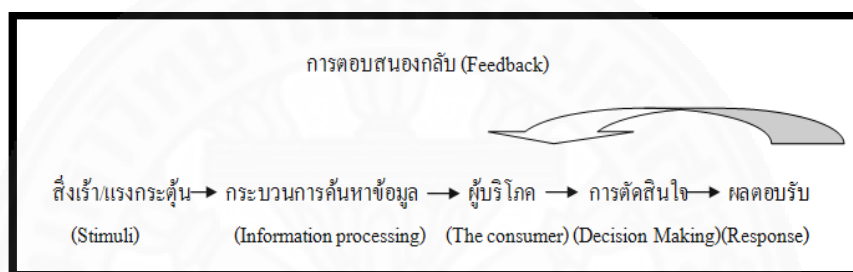 การตอบสนองกลับ (Feedback)
สิ่งเร้า/แรงกระตุ้น → กระบวนการค้นหาข้อมูล → ผู้บริโภค → การตัดสินใจ → ผลตอบรับ
(Stimuli) (Information processing) (The consumer) (Decision Making)(Response)